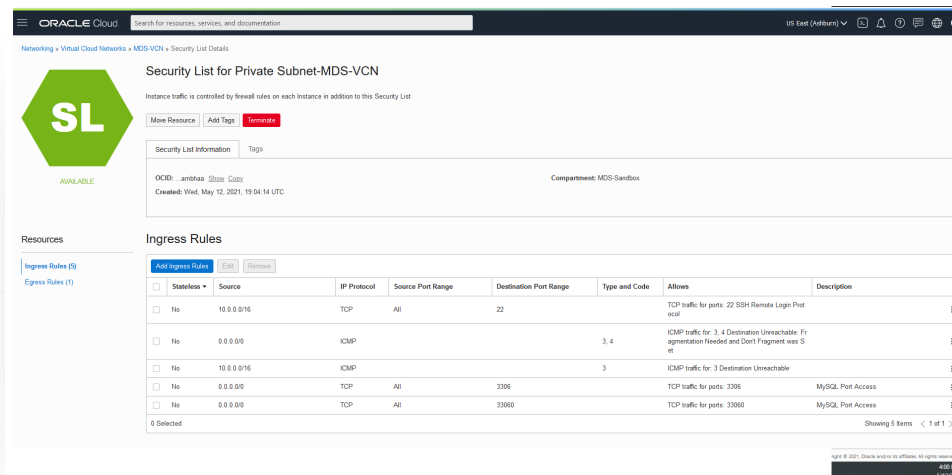 ORACLE Cloud
Search for resources, services, and documentation
US East (Ashburn)
Networking » Virtual Cloud Networks » MDS-VCN » Security List Details
SL
AVAILABLE
Security List for Private Subnet-MDS-VCN
Instance traffic is controlled by firewall rules on each Instance in addition to this Security List
Move Resource Add Tags Terminate
Security List Information Tags
OCID: ...ambhaa Show Copy
Compartment: MDS-Sandbox
Created: Wed, May 12, 2021, 19:04:14 UTC
Resources
Ingress Rules (5)
Egress Rules (1)
Ingress Rules
Add Ingress Rules Edit Remove
Stateless Source IP Protocol Source Port Range Destination Port Range Type and Code Allows Description
No 10.0.0.0/16 TCP All 22 TCP traffic for ports: 22 SSH Remote Login Prot
ocol
No 0.0.0.0/0 ICMP 3, 4 ICMP traffic for: 3, 4 Destination Unreachable: Fr
agmentation Needed and Don't Fragment was S
et
No 10.0.0.0/16 ICMP 3 ICMP traffic for: 3 Destination Unreachable
No 0.0.0.0/0 TCP All 3306 TCP traffic for ports: 3306 MySQL Port Access
No 0.0.0.0/0 TCP All 33060 TCP traffic for ports: 33060 MySQL Port Access
0 Selected
Showing 5 Items < 1 of 1 >
© 2021, Oracle and/or its affiliates. All rights
4:00